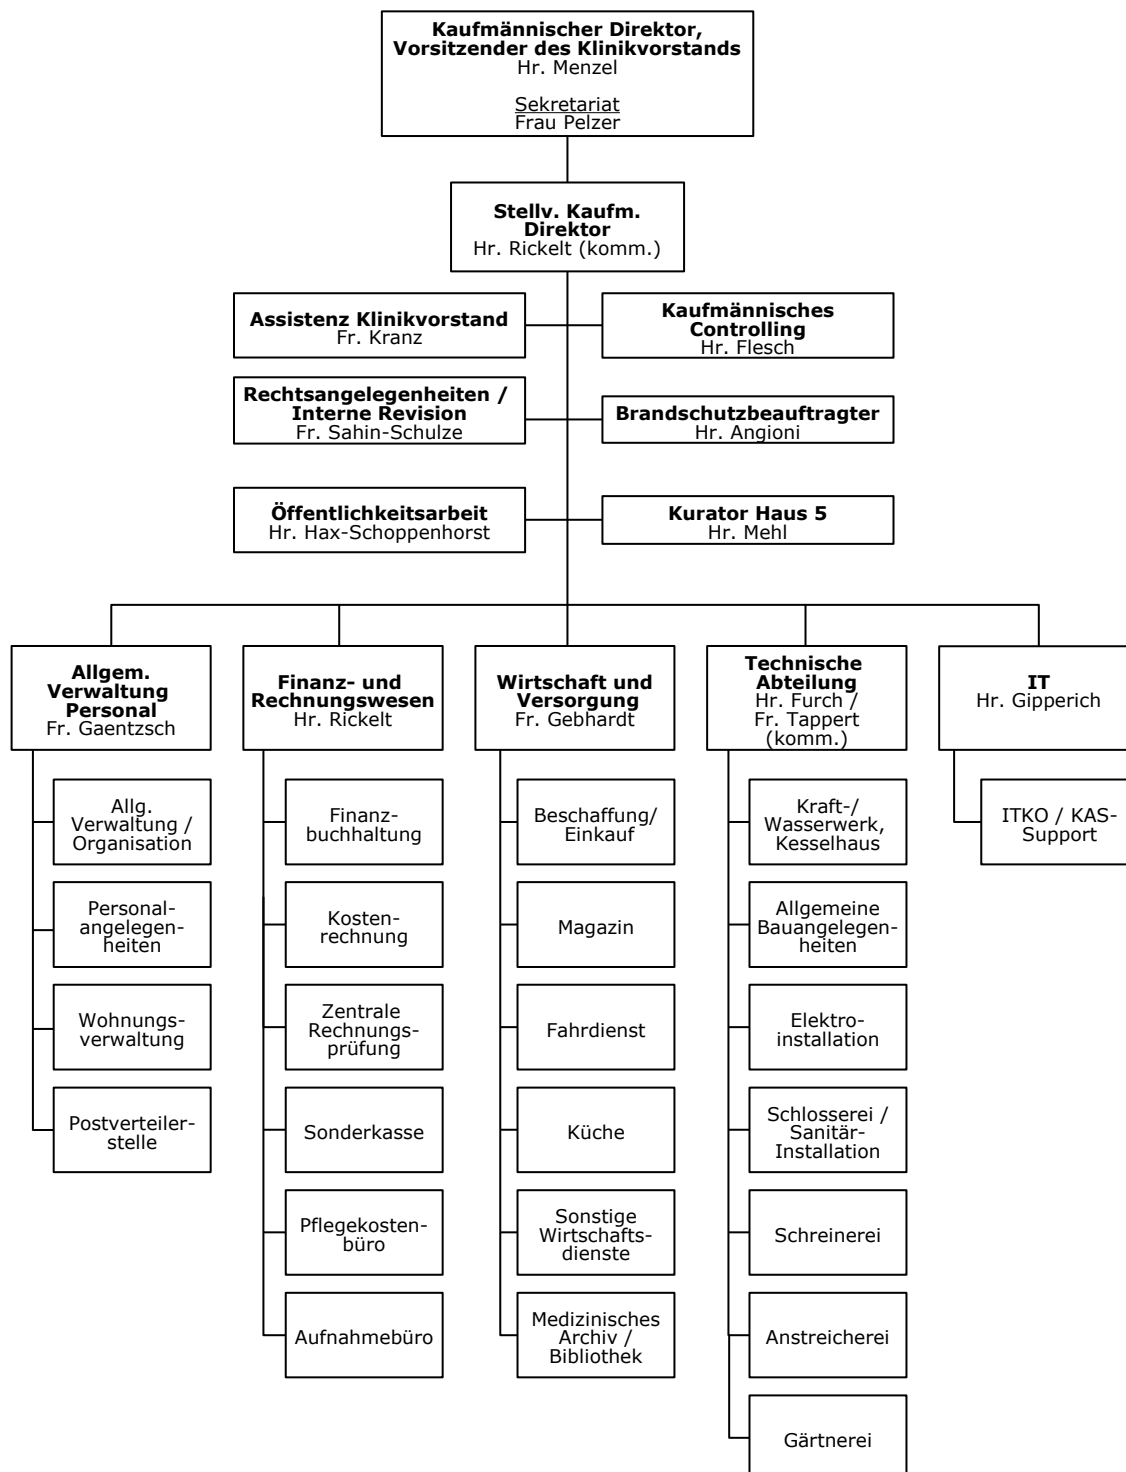 Kaufmännischer Direktor,
Vorsitzender des Klinikvorstands
Hr. Menzel
Sekretariat
Frau Pelzer
Stellv. Kaufm.
Direktor
Hr. Rickelt (komm.)
Assistenz Klinikvorstand
Fr. Kranz
Kaufmännisches
Controlling
Hr. Flesch
Rechtsangelegenheiten /
Interne Revision
Fr. Sahin-Schulze
Brandschutzbeauftragter
Hr. Angioni
Öffentlichkeitsarbeit
Hr. Hax-Schoppenhorst
Kurator Haus 5
Hr. Mehl
Allgem.
Verwaltung
Personal
Fr. Gaentzsch
Allg.
Verwaltung /
Organisation
Personal-
angelegen-
heiten
Wohnungs-
verwaltung
Postverteiler-
stelle
Finanz- und
Rechnungswesen
Hr. Rickelt
Finanz-
buchhaltung
Kosten-
rechnung
Zentrale
Rechnungs-
prüfung
Sonderkasse
Pflegekosten-
büro
Aufnahmebüro
Wirtschaft und
Versorgung
Fr. Gebhardt
Beschaffung/
Einkauf
Magazin
Fahrdienst
Küche
Sonstige
Wirtschafts-
dienste
Medizinisches
Archiv /
Bibliothek
Technische
Abteilung
Hr. Furch /
Fr. Tappert
(komm.)
Kraft-/
Wasserwerk,
Kesselhaus
Allgemeine
Bauangelegen-
heiten
Elektro-
installation
Schlosserei /
Sanitär-
Installation
Schreinerei
Anstreicherei
Gärtnerei
IT
Hr. Gipperich
ITKO / KAS-
Support